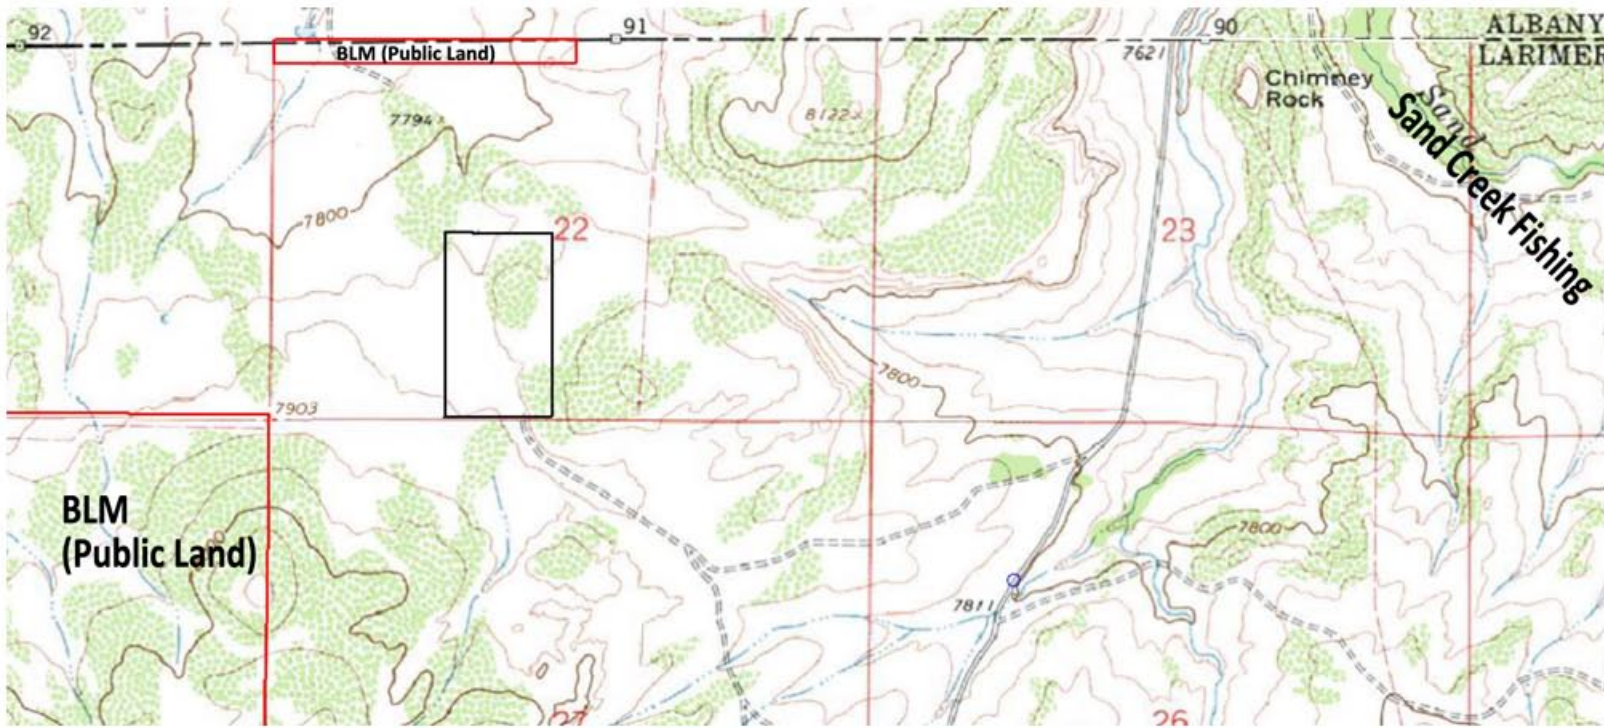 92
91
90
ALBANY
LARIMER
BLM (Public Land)
7621
Chimney
Rock
Sand
Sand Creek Fishing
8122
7794
7800
22
23
7800
7903
BLM
(Public Land)
7800
7811
27
26